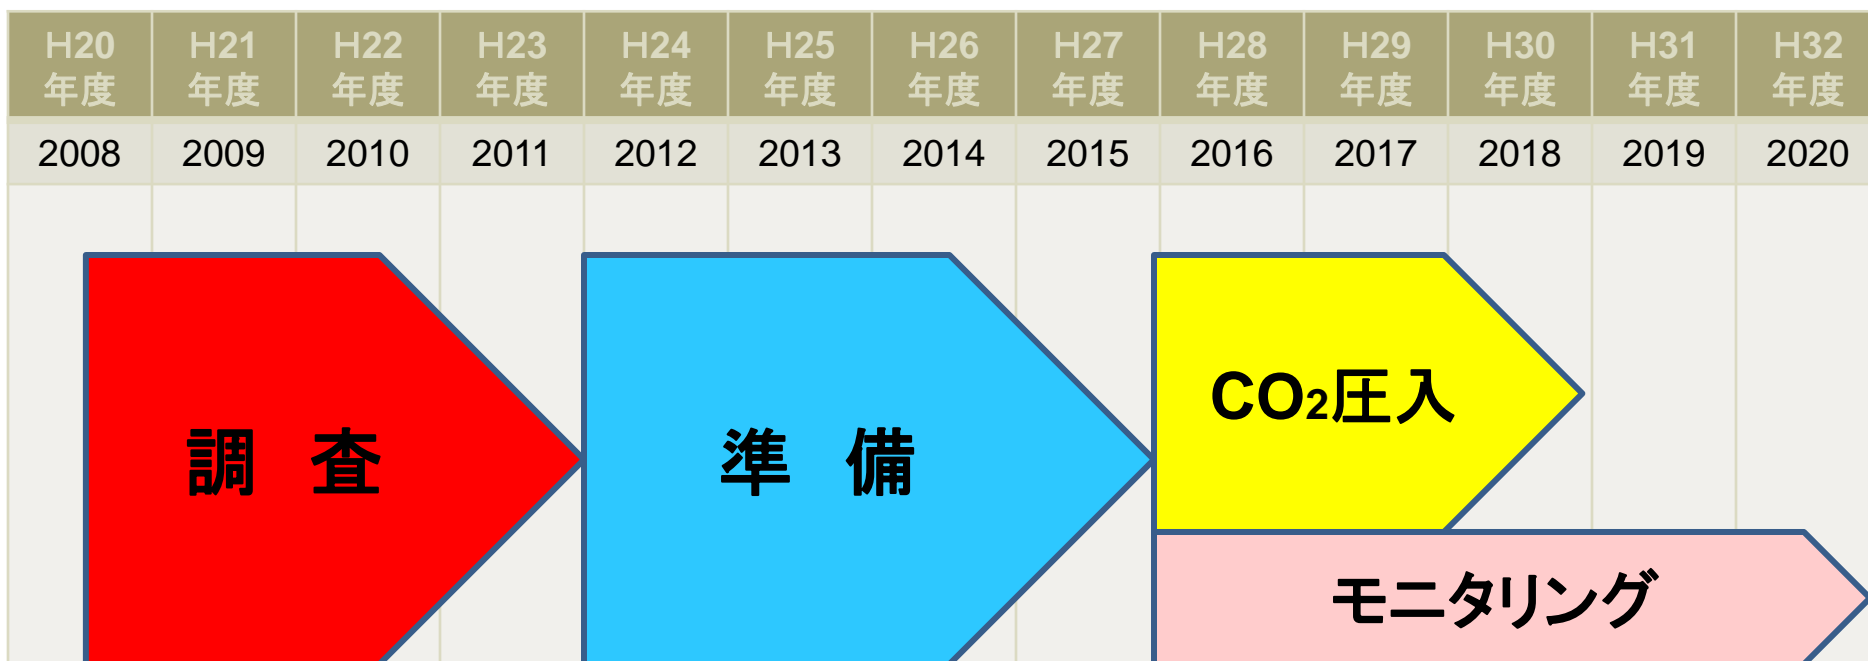 H20 H21 H22 H23 H24 H25 H26 H27 H28 H29 H30 H31 H32
年度 年度 年度 年度 年度 年度 年度 年度 年度 年度 年度 年度 年度
2008 2009 2010 2011 2012 2013 2014 2015 2016 2017 2018 2019 2020
調 査
準 備
CO₂圧入
モニタリング